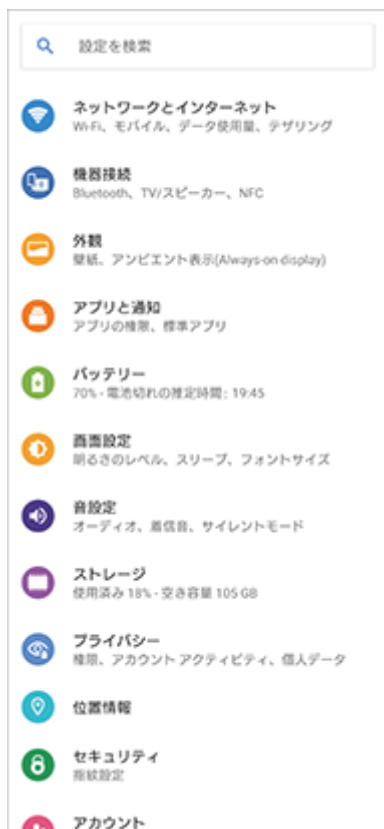 設定を検索
ネットワークとインターネット
Wi-Fi、モバイル、データ使用量、テザリング
機器接続
Bluetooth、TV/スピーカー、NFC
外観
壁紙、アンビエント表示(Always-on display)
アプリと通知
アプリの権限、標準アプリ
バッテリー
70% - 電池切れの推定時間: 19:45
画面設定
明るさのレベル、スリープ、フォントサイズ
音設定
オーディオ、着信音、サイレントモード
ストレージ
使用済み 18% - 空き容量 105 GB
プライバシー
権限、アカウント アクティビティ、個人データ
位置情報
セキュリティ
指紋設定
アカウント